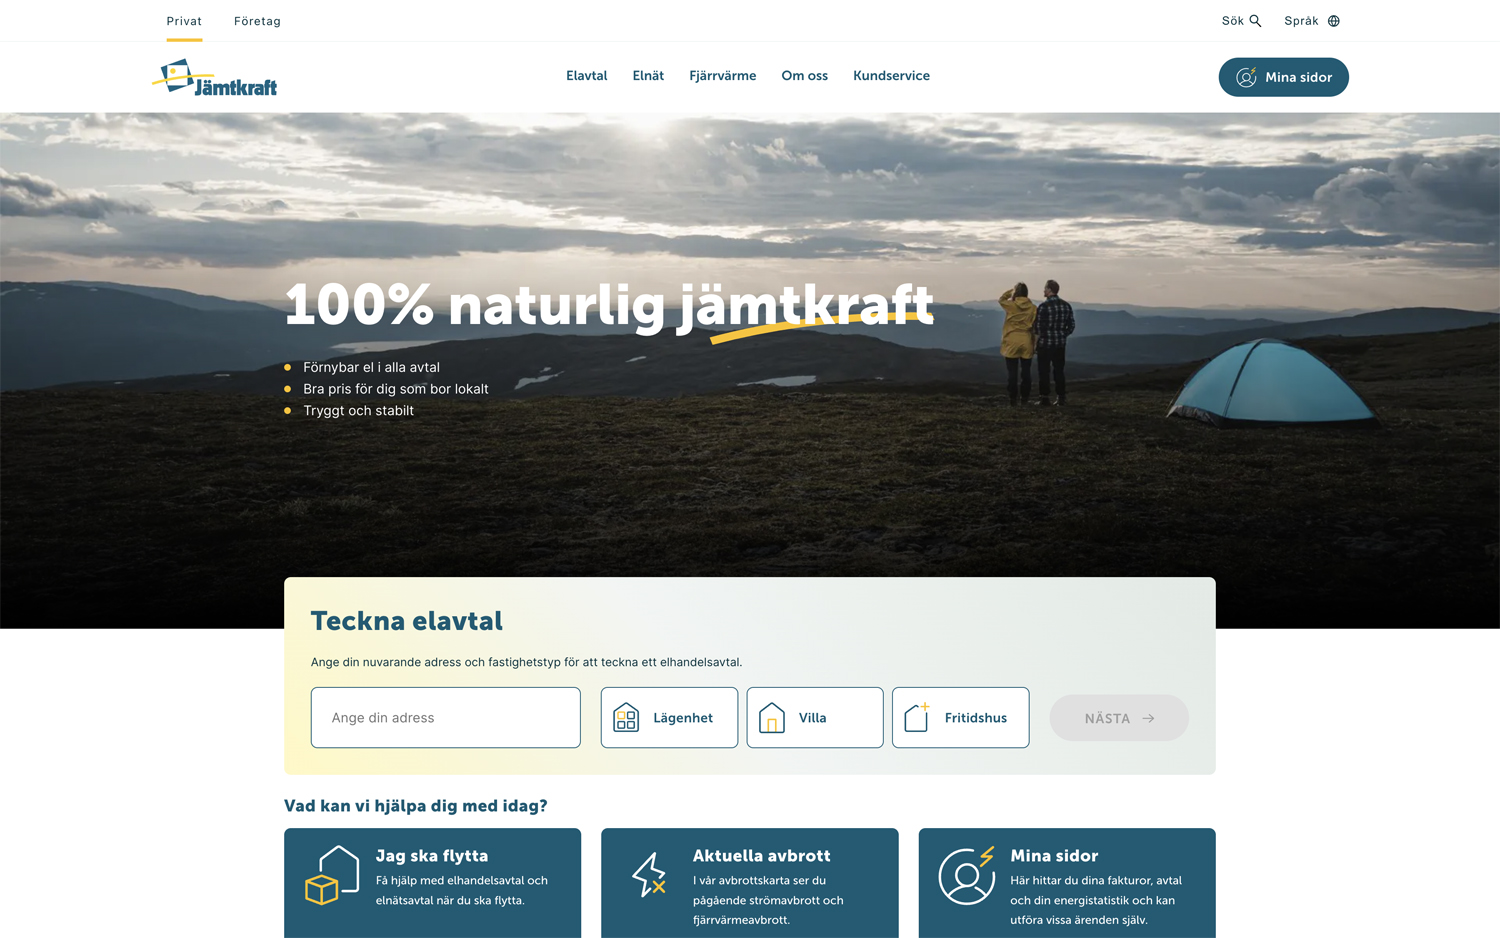 Privat
Företag
Sök
Språk
Jämtkraft
Elavtal
Elnät
Fjärrvärme
Om oss
Kundservice
Mina sidor
100% naturlig jämtkraft
Förnybar el i alla avtal
Bra pris för dig som bor lokalt
Tryggt och stabilt
Teckna elavtal
Ange din nuvarande adress och fastighetstyp för att teckna ett elhandelsavtal.
Ange din adress
Lägenhet
Villa
Fritidshus
NÄSTA
Vad kan vi hjälpa dig med idag?
Jag ska flytta
Få hjälp med elhandelsavtal och
elnätsavtal när du ska flytta.
Aktuella avbrott
I vår avbrottskarta ser du
pågående strömavbrott och
fjärrvärmeavbrott.
Mina sidor
Här hittar du dina fakturor, avtal
och din energistatistik och kan
utföra vissa ärenden själv.